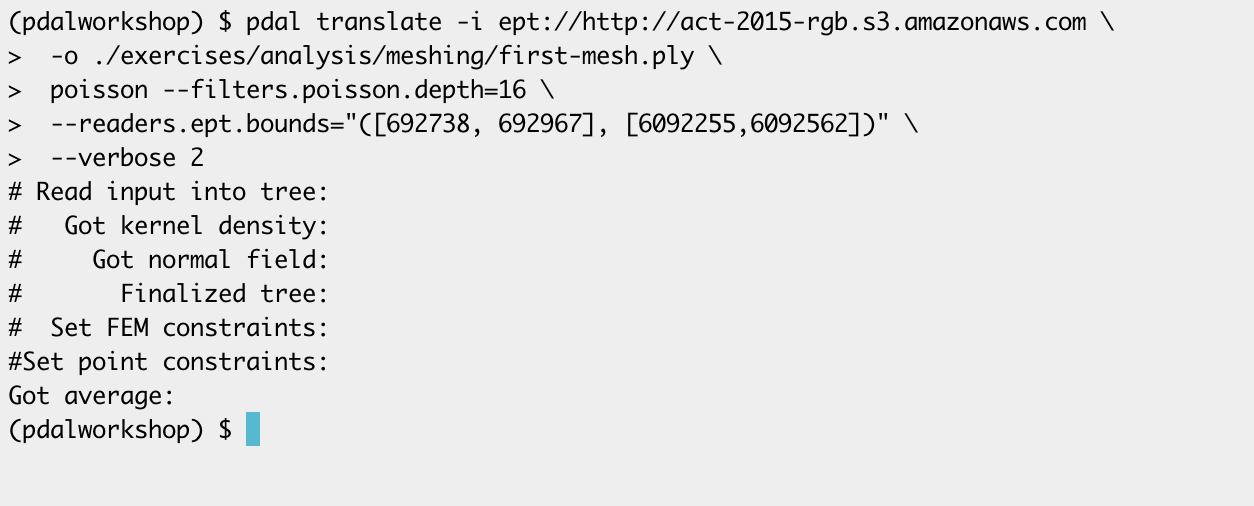 (pdalworkshop) $ pdal translate -i ept://http://act-2015-rgb.s3.amazonaws.com \
>  -o ./exercises/analysis/meshing/first-mesh.ply \
>  poisson --filters.poisson.depth=16 \
>  --readers.ept.bounds="([692738, 692967], [6092255,6092562])" \
>  --verbose 2
# Read input into tree:
#   Got kernel density:
#     Got normal field:
#       Finalized tree:
#  Set FEM constraints:
#Set point constraints:
Got average:
(pdalworkshop) $